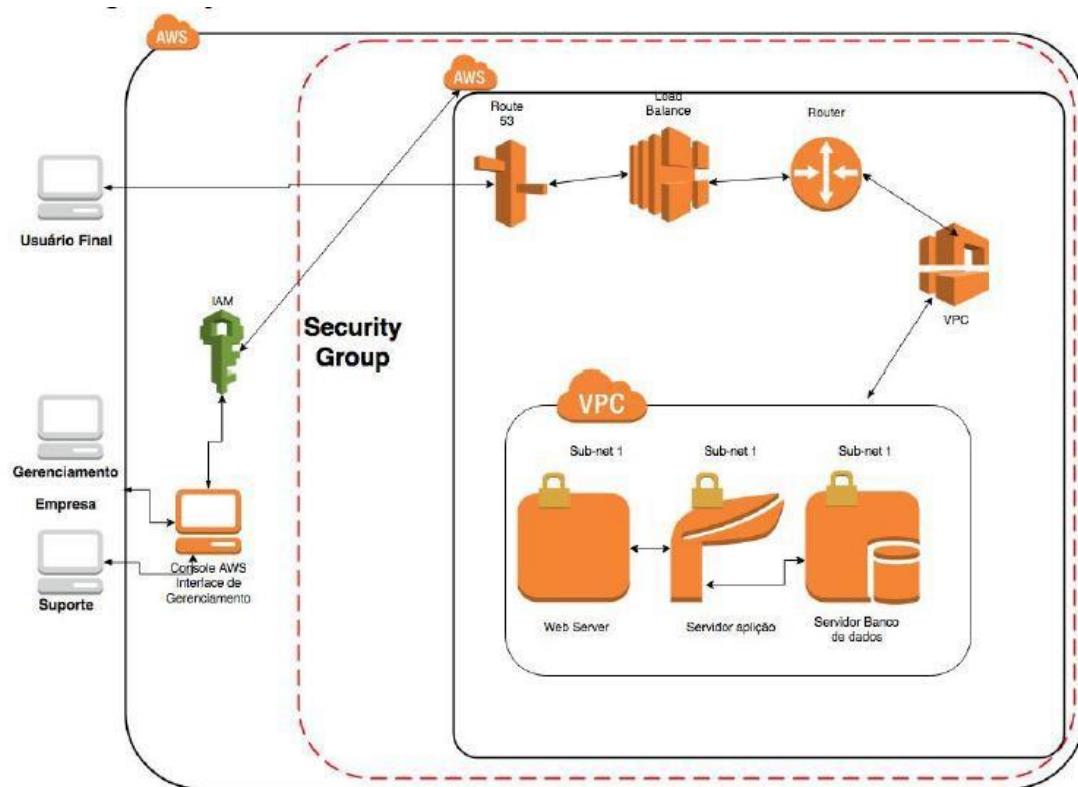 AWS
AWS
Route
53
Load
Balance
Router
Usuário Final
IAM
Security
Group
VPC
VPC
Gerenciamento
Empresa
Sub-net 1
Sub-net 1
Sub-net 1
Console AWS
Interlace de
Gerenciamento
Suporte
Web Server
Servidor aplição
Servidor Banco
de dados